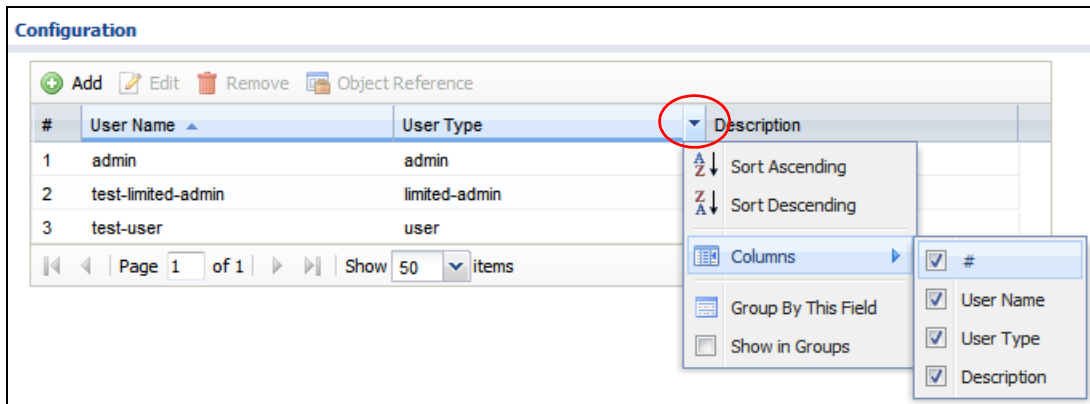 Configuration
Add Edit Remove Object Reference
# User Name User Type Description
1 admin admin
2 test-limited-admin limited-admin
3 test-user user
Page 1 of 1 Show 50 items
A Z Sort Ascending
Z A Sort Descending
Columns
Group By This Field
Show in Groups
#
User Name
User Type
Description